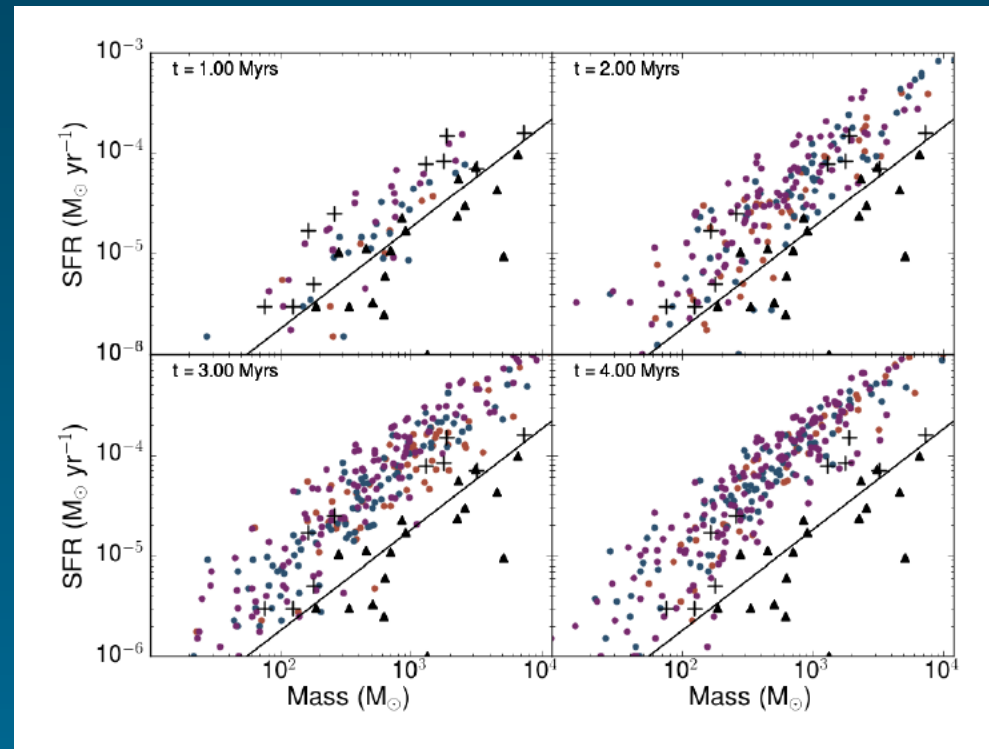 10⁻³
t = 1.00 Myrs
t = 2.00 Myrs
10⁻⁴
10⁻⁵
10⁻⁶
SFR (M⊙ yr⁻¹)
t = 3.00 Myrs
t = 4.00 Myrs
10⁻⁴
10⁻⁵
10⁻⁶
SFR (M⊙ yr⁻¹)
10² 10³ 10⁴ 10² 10³ 10⁴
Mass (M⊙) Mass (M⊙)